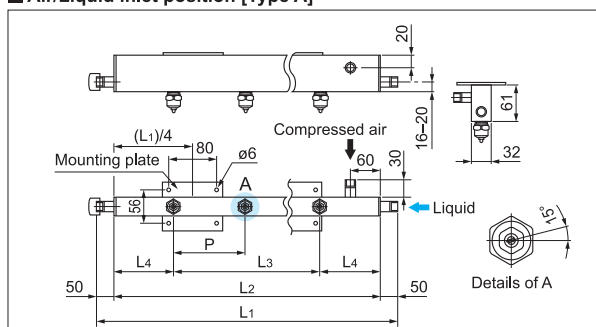 Air/Liquid inlet position [Type A]
20
16–20
61
32
(L1)/4
80
ø6
Mounting plate
A
Compressed air
60
30
56
Liquid
15°
P
L4
L3
L4
Details of A
50
L2
50
L1